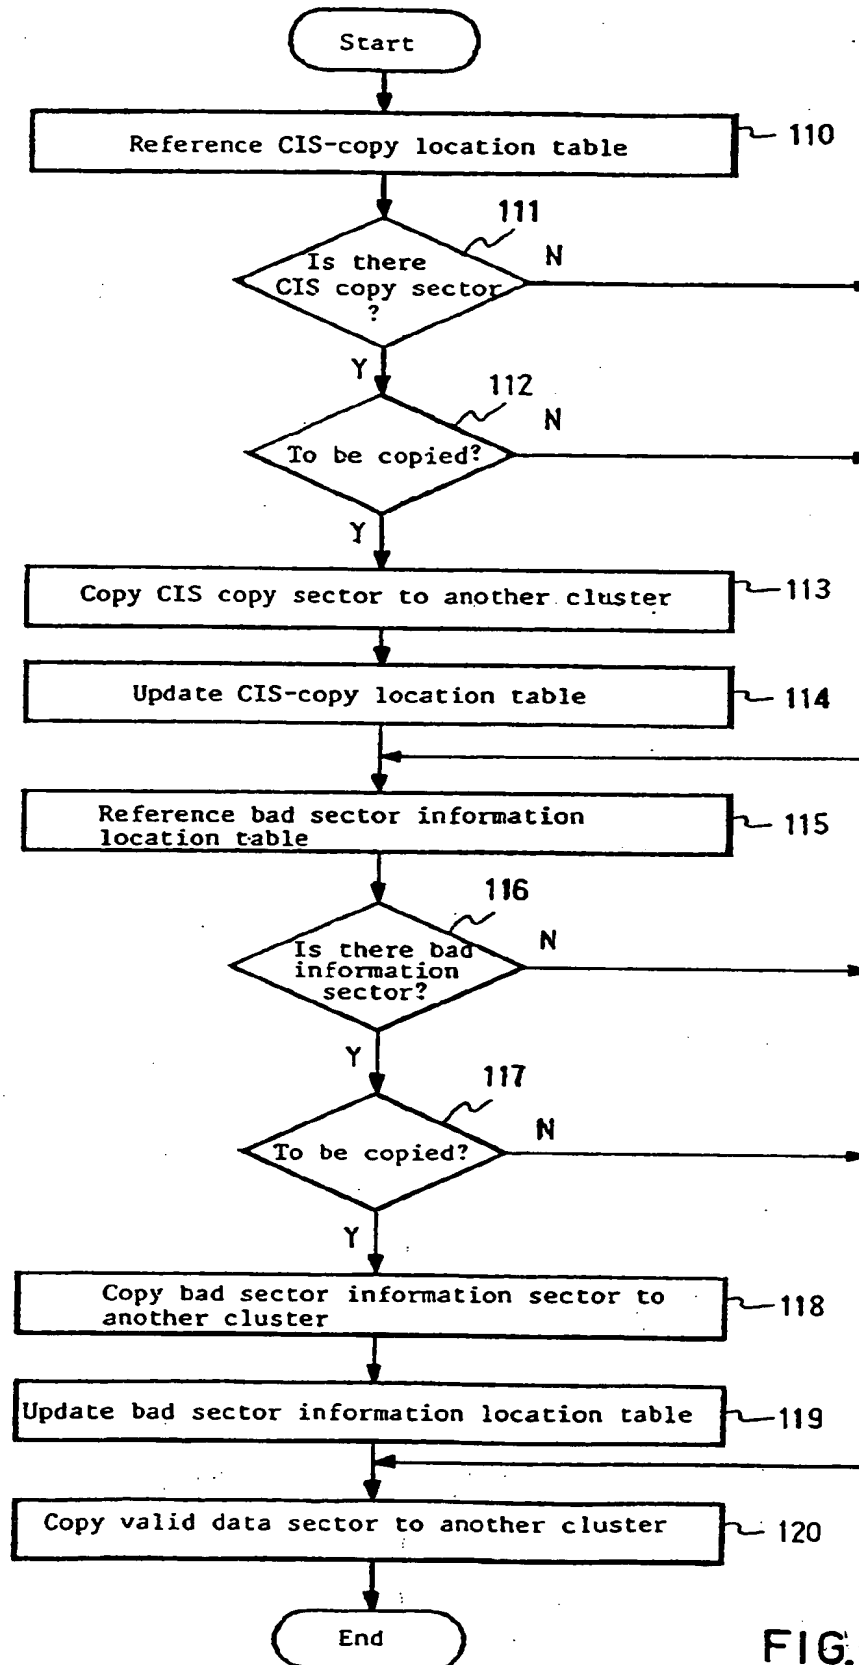 Start
Reference CIS-copy location table
110
111
Is there
CIS copy sector
?
N
Y
112
To be copied?
N
Y
Copy CIS copy sector to another cluster
113
Update CIS-copy location table
114
Reference bad sector information
location table
115
116
Is there bad
information
sector?
N
Y
117
To be copied?
N
Y
Copy bad sector information sector to
another cluster
118
Update bad sector information location table
119
Copy valid data sector to another cluster
120
End
FIG.